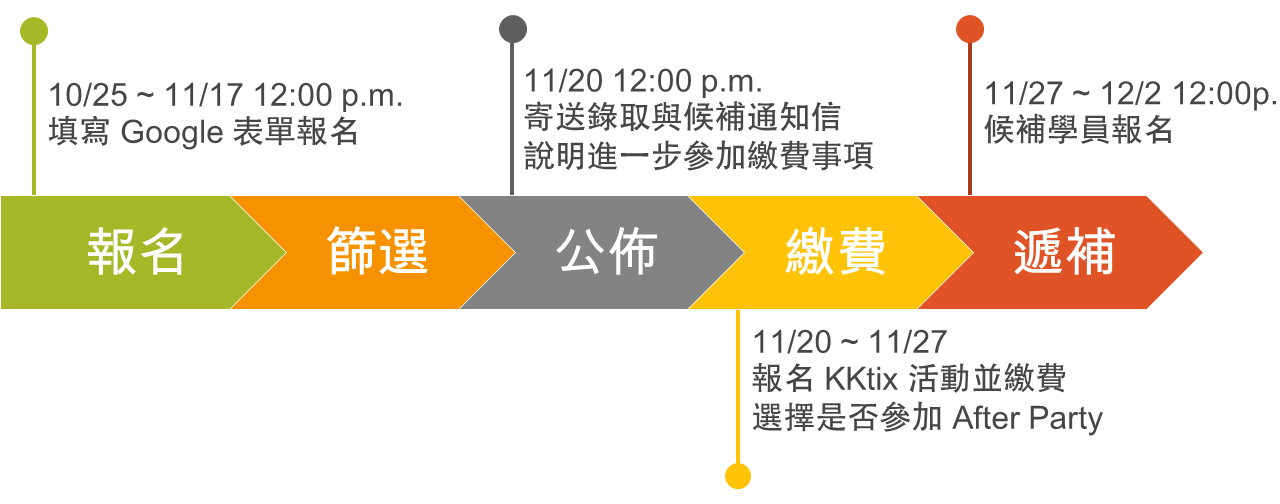 10/25 ~ 11/17 12:00 p.m.
填寫 Google 表單報名
11/20 12:00 p.m.
寄送錄取與候補通知信
說明進一步參加繳費事項
11/27 ~ 12/2 12:00p.
候補學員報名
報名
篩選
公佈
繳費
遞補
11/20 ~ 11/27
報名 KKtix 活動並繳費
選擇是否參加 After Party